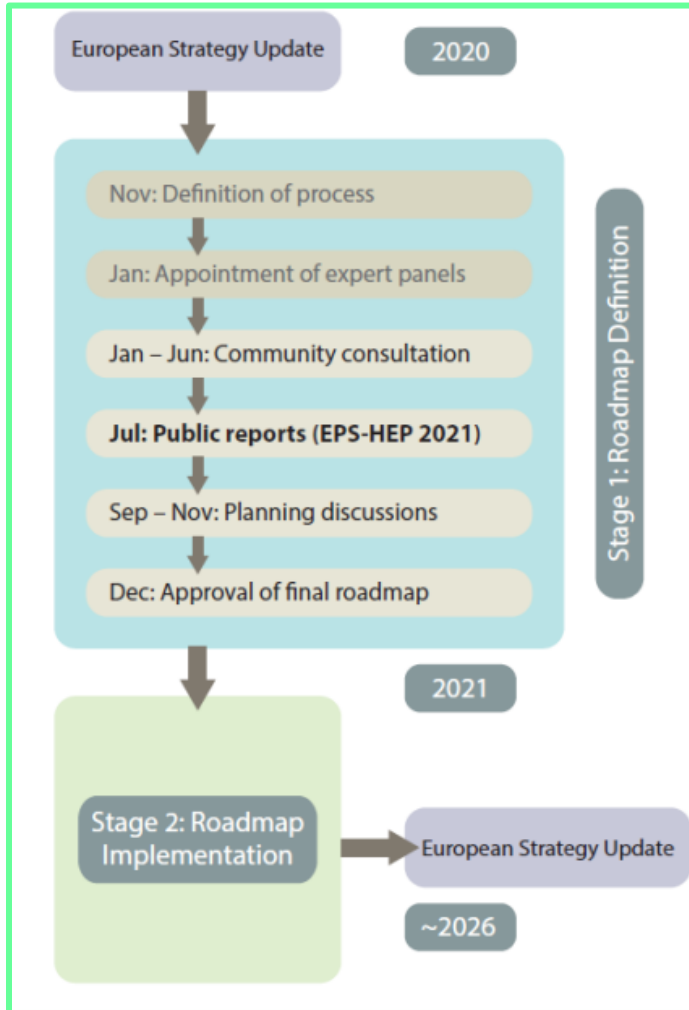 European Strategy Update
2020
Nov: Definition of process
Jan: Appointment of expert panels
Jan – Jun: Community consultation
Jul: Public reports (EPS-HEP 2021)
Sep – Nov: Planning discussions
Dec: Approval of final roadmap
Stage 1: Roadmap Definition
2021
Stage 2: Roadmap
Implementation
European Strategy Update
~2026